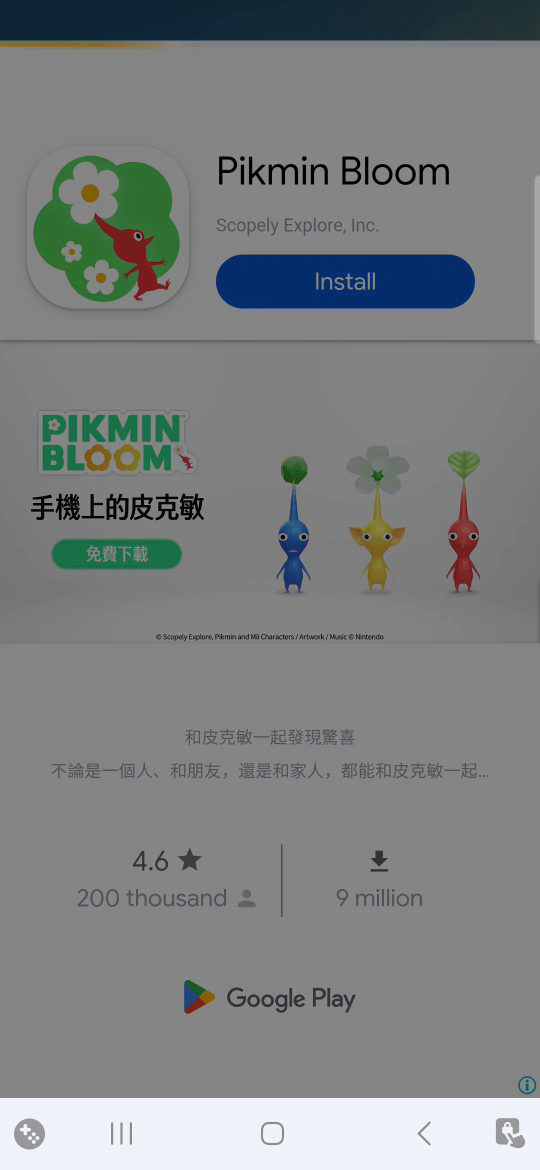 Pikmin Bloom
Scopely Explore, Inc.
Install
PIKMIN
BLOOM
手機上的皮克敏
免費下載
© Scopely Explore, Pikmin and Mii Characters / Artwork / Music © Nintendo
和皮克敏一起發現驚喜
不論是一個人、和朋友，還是和家人，都能和皮克敏一起...
4.6
200 thousand
9 million
Google Play